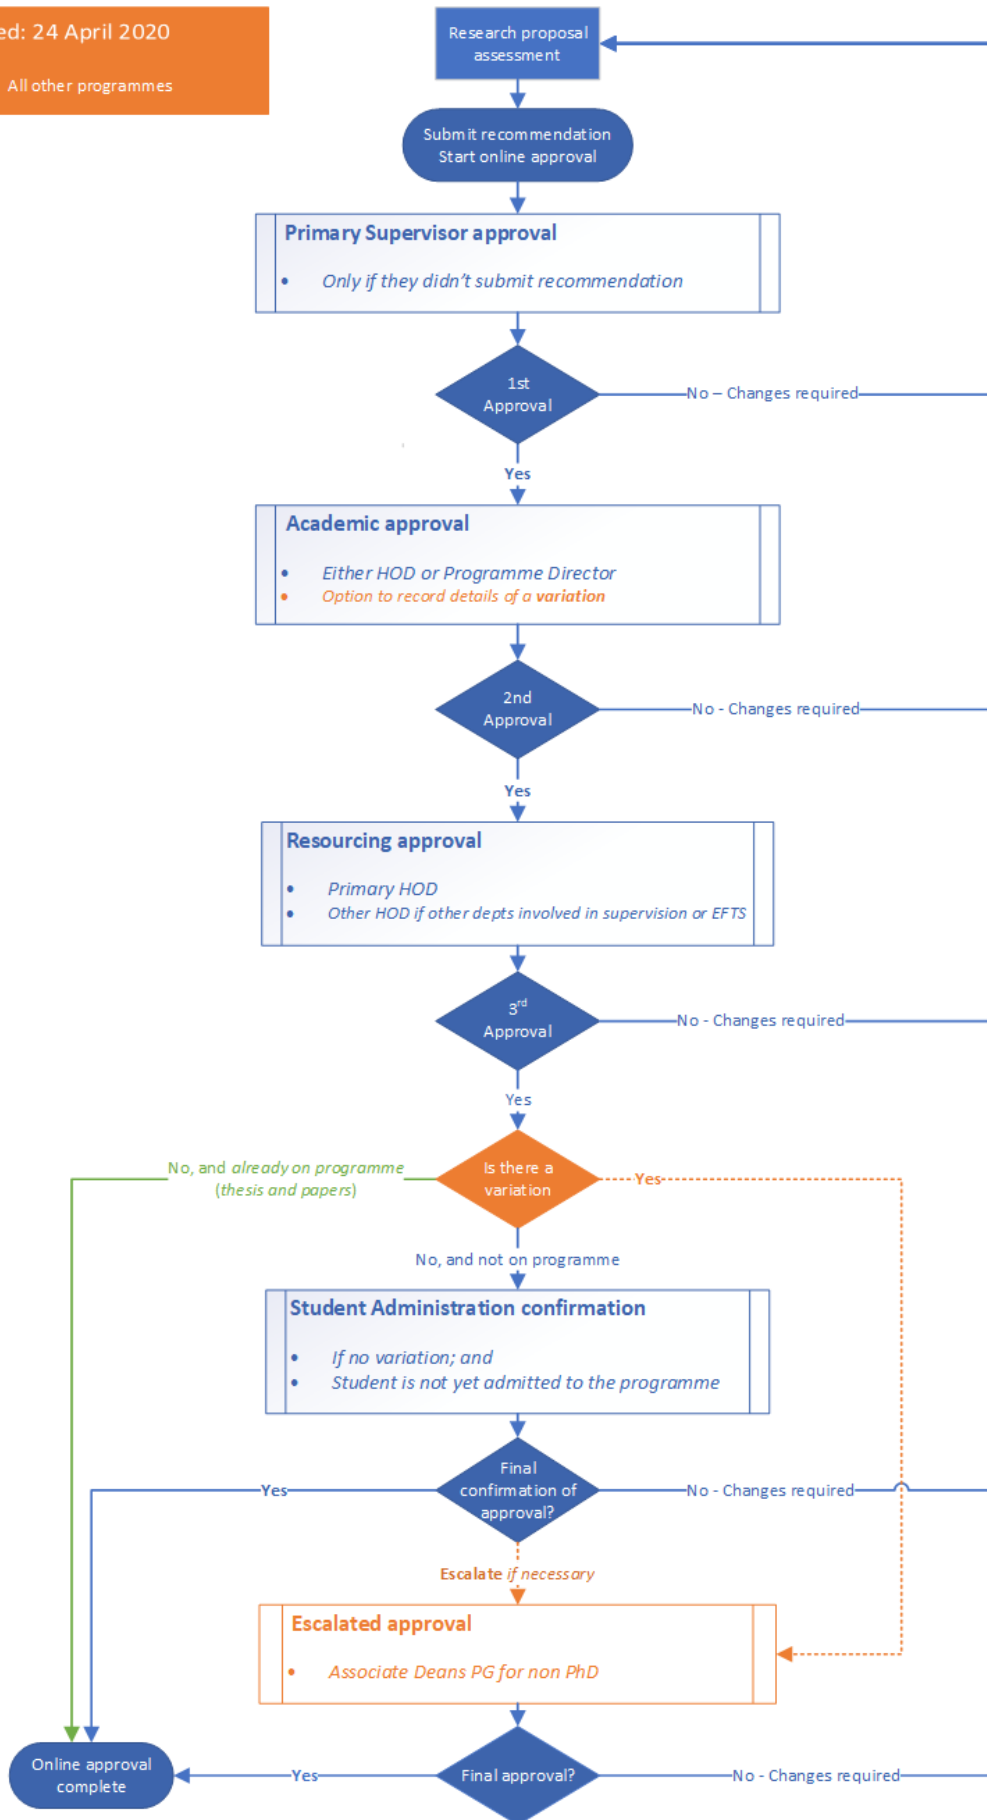 ed: 24 April 2020
All other programmes
Research proposal
assessment
Submit recommendation
Start online approval
Primary Supervisor approval
• Only if they didn't submit recommendation
1st
Approval
No – Changes required
Yes
Academic approval
• Either HOD or Programme Director
• Option to record details of a variation
2nd
Approval
No - Changes required
Yes
Resourcing approval
• Primary HOD
• Other HOD if other depts involved in supervision or EFTS
3rd
Approval
No - Changes required
Yes
No, and already on programme
(thesis and papers)
Is there a
variation
Yes
No, and not on programme
Student Administration confirmation
• If no variation; and
• Student is not yet admitted to the programme
Final
confirmation of
approval?
Yes
No - Changes required
Escalate if necessary
Escalated approval
• Associate Deans PG for non PhD
Online approval
complete
Yes
Final approval?
No - Changes required